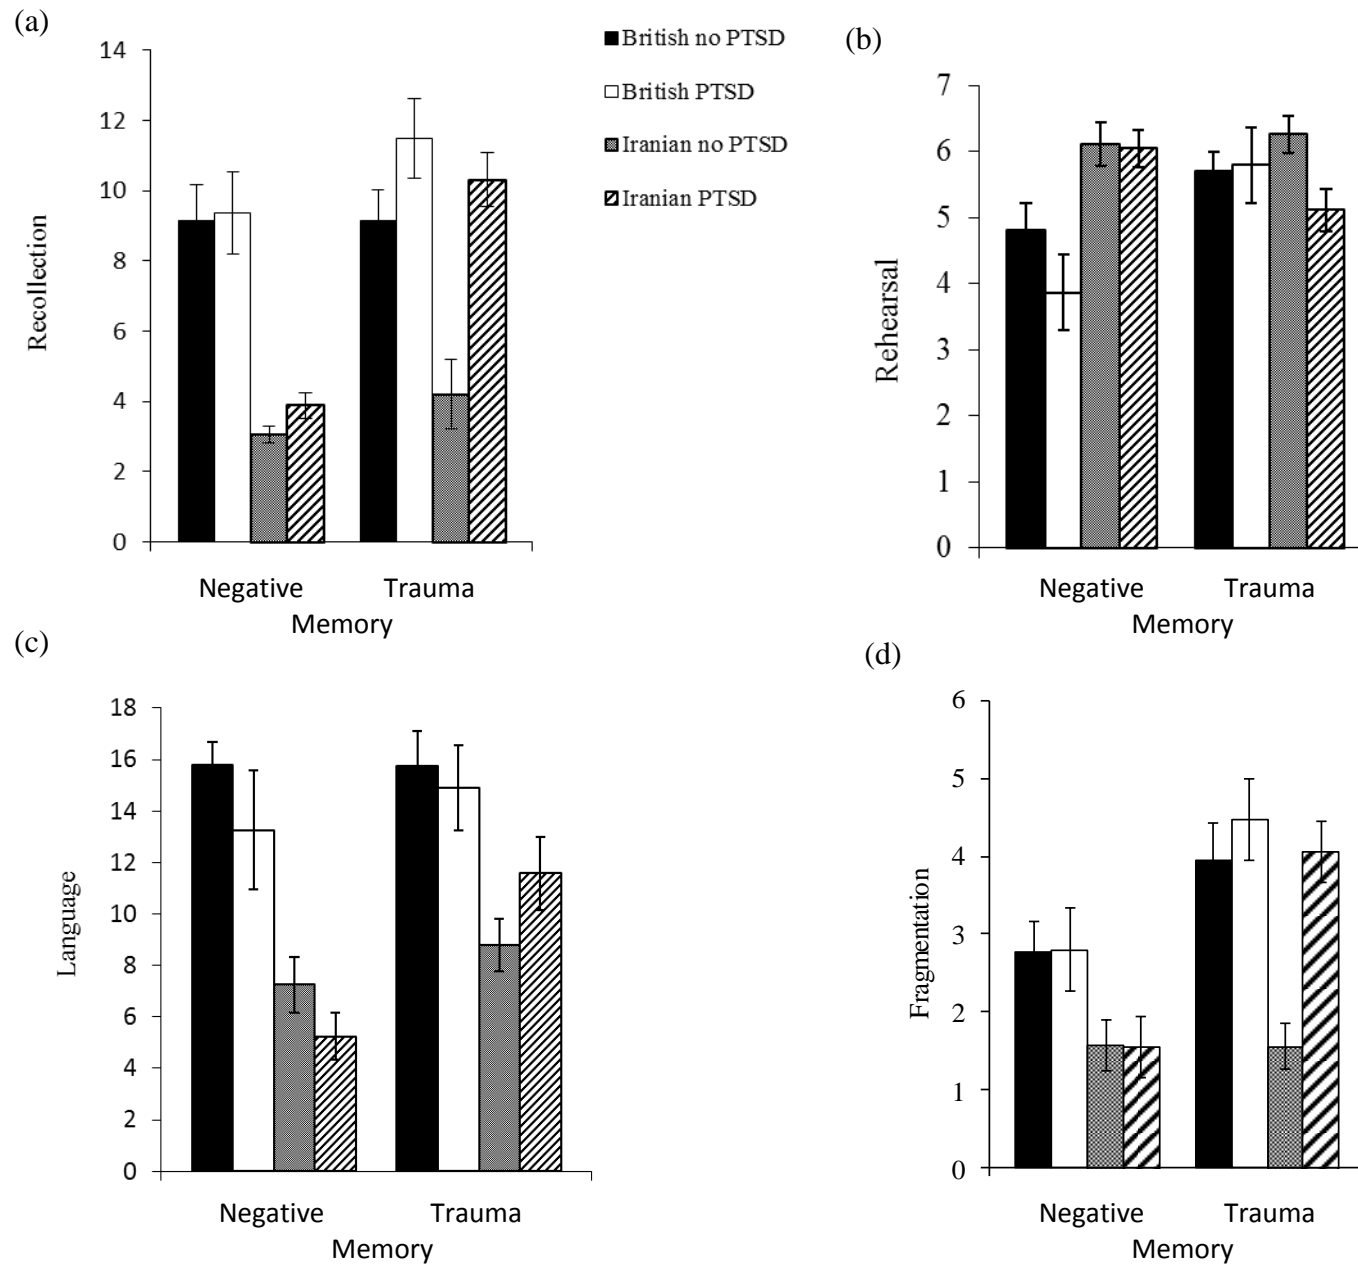 (a)
14
12
10
8
6
4
2
0
Recollection
Negative Trauma
Memory
British no PTSD
British PTSD
Iranian no PTSD
Iranian PTSD
(b)
7
6
5
4
3
2
1
0
Rehearsal
Negative Trauma
Memory
(c)
18
16
14
12
10
8
6
4
2
0
Language
Negative Trauma
Memory
(d)
6
5
4
3
2
1
0
Fragmentation
Negative Trauma
Memory